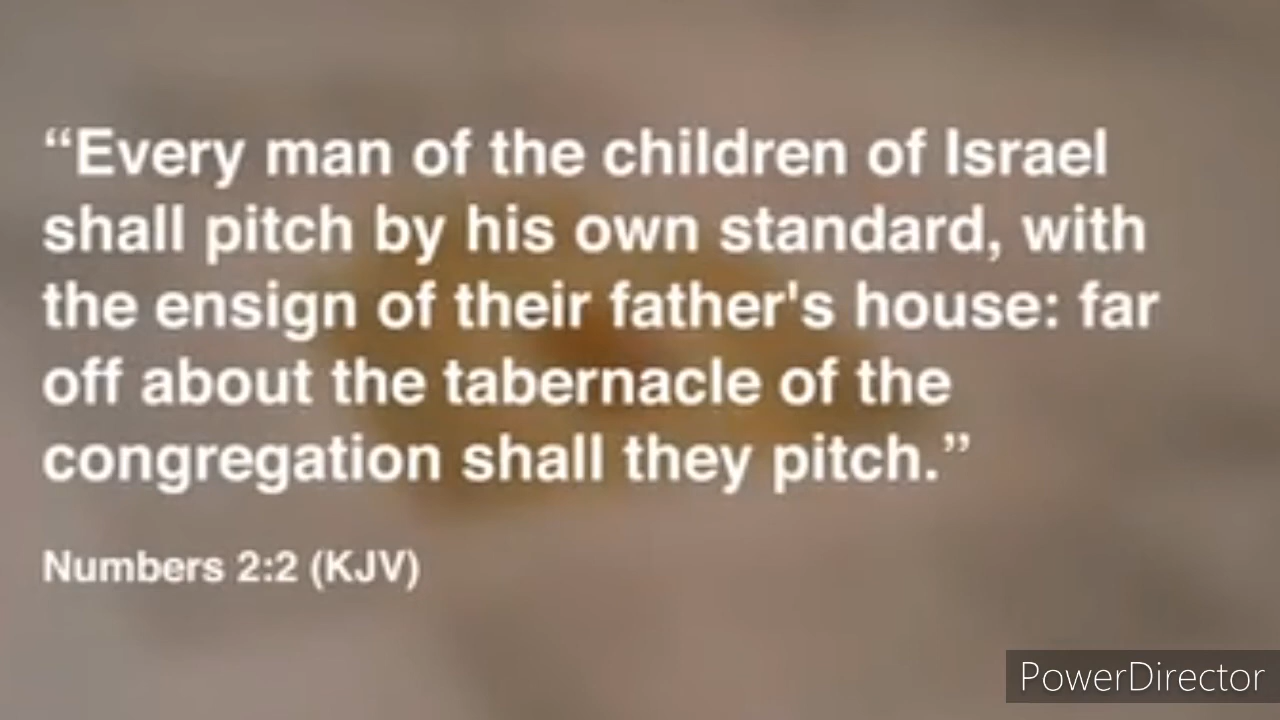 “Every man of the children of Israel
shall pitch by his own standard, with
the ensign of their father's house: far
off about the tabernacle of the
congregation shall they pitch.”
Numbers 2:2 (KJV)
PowerDirector